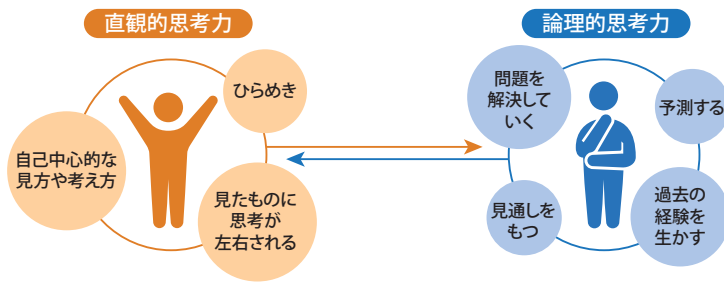 直観的思考力
ひらめき
自己中心的な
見方や考え方
見たものに
思考が
左右される
論理的思考力
問題を
解決して
いく
予測する
見通しを
もつ
過去の
経験を
生かす